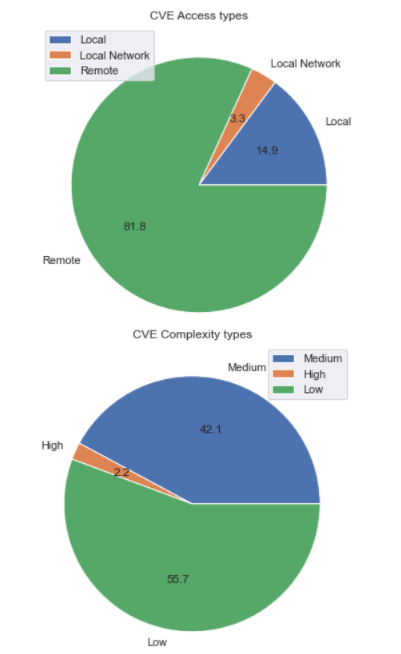 CVE Access types
Local
Local Network
Remote
Local Network
3.3
Local
14.9
81.8
Remote
CVE Complexity types
Medium
High
Low
Medium
42.1
High
2.2
55.7
Low